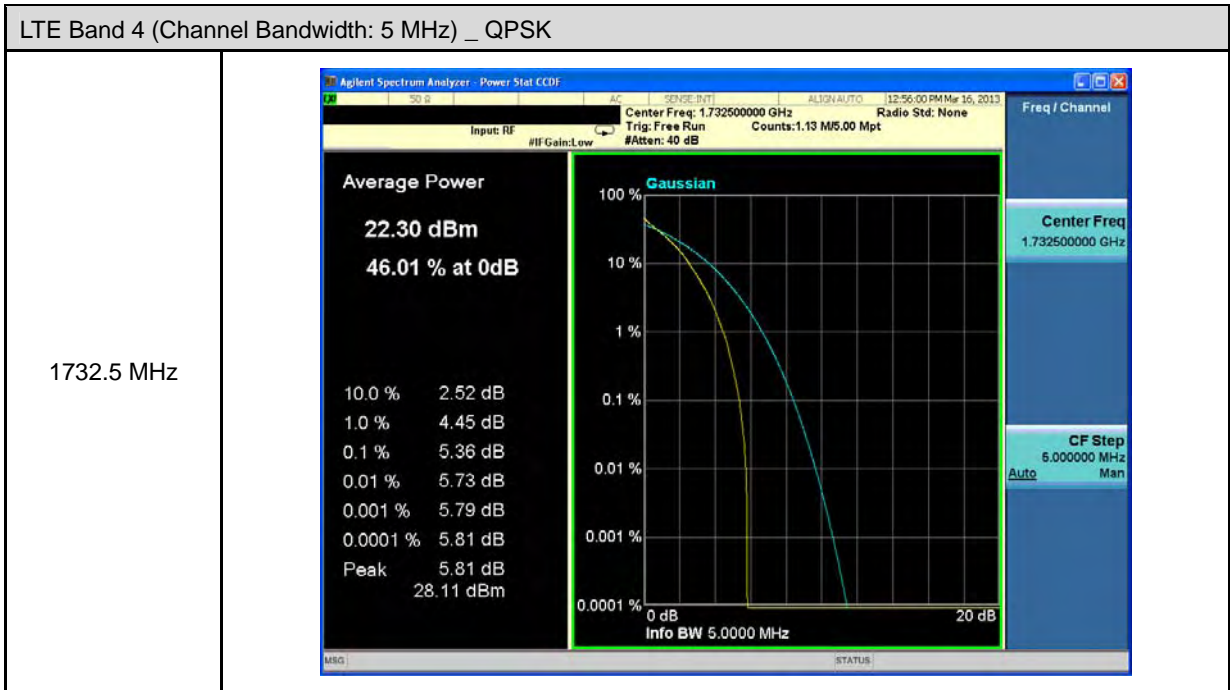 LTE Band 4 (Channel Bandwidth: 5 MHz) _ QPSK
1732.5 MHz
Agilent Spectrum Analyzer - Power Stat CCDF
50 Ω AC SENSE:INT ALIGN AUTO 12:56:00 PM Mar 16, 2013
Center Freq: 1.732500000 GHz Radio Std: None
Input: RF Trig: Free Run Counts:1.13 M/5.00 Mpt
#IFGain:Low #Atten: 40 dB
Freq / Channel
Average Power
22.30 dBm
46.01 % at 0dB
10.0 % 2.52 dB
1.0 % 4.45 dB
0.1 % 5.36 dB
0.01 % 5.73 dB
0.001 % 5.79 dB
0.0001 % 5.81 dB
Peak 5.81 dB
28.11 dBm
Gaussian
100 %
10 %
1 %
0.1 %
0.01 %
0.001 %
0.0001 %
0 dB 20 dB
Info BW 5.0000 MHz
Center Freq
1.732500000 GHz
CF Step
5.000000 MHz
Auto Man
MSG STATUS